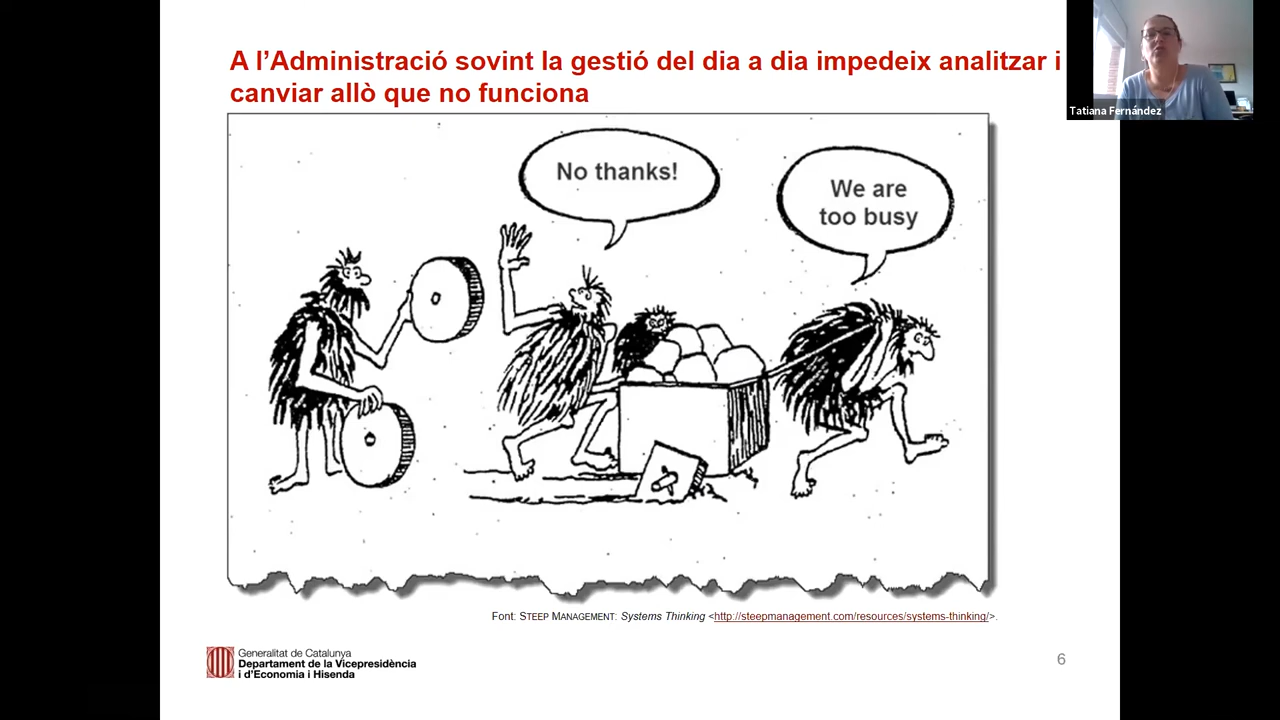 A l’Administració sovint la gestió del dia a dia impedeix analitzar i
canviar allò que no funciona
Tatiana Fernández
No thanks!
We are
too busy
Font: STEEP MANAGEMENT: Systems Thinking <http://steepmanagement.com/resources/systems-thinking/>.
Generalitat de Catalunya
Departament de la Vicepresidència
i d’Economia i Hisenda
6